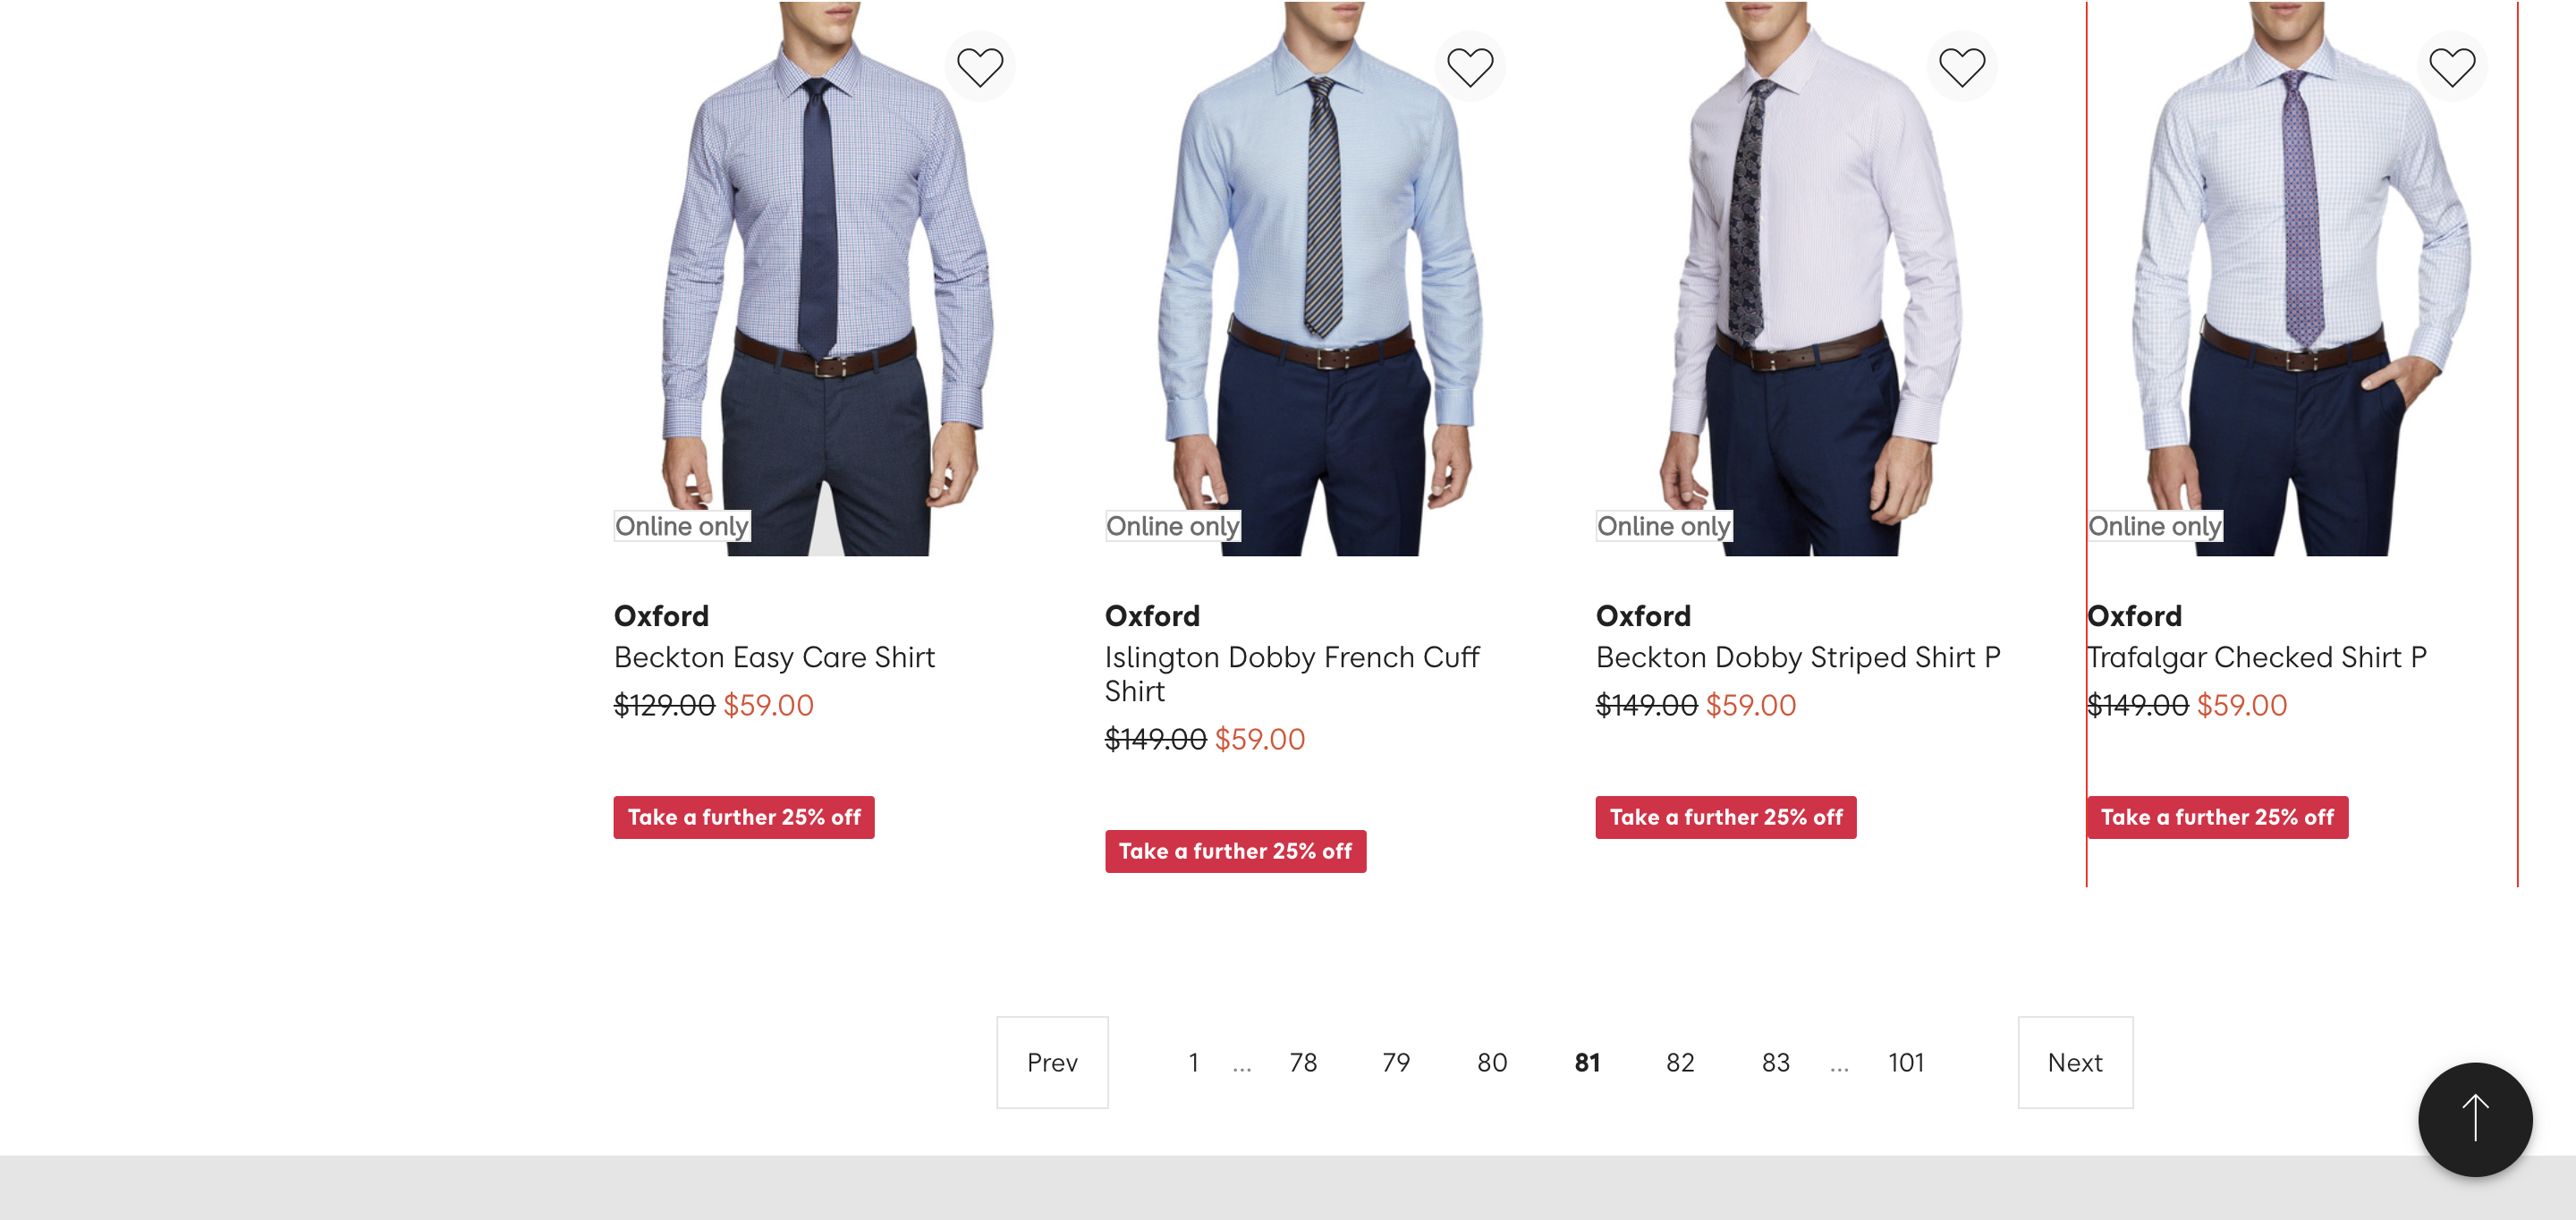 Online only
Oxford
Beckton Easy Care Shirt
$129.00 $59.00
Take a further 25% off
Online only
Oxford
Islington Dobby French Cuff
Shirt
$149.00 $59.00
Take a further 25% off
Online only
Oxford
Beckton Dobby Striped Shirt P
$149.00 $59.00
Take a further 25% off
Online only
Oxford
Trafalgar Checked Shirt P
$149.00 $59.00
Take a further 25% off
Prev 1 ... 78 79 80 81 82 83 ... 101 Next